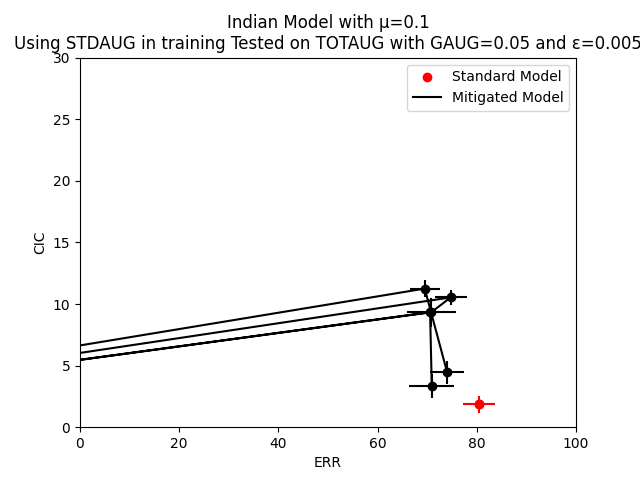 Indian Model with μ=0.1
Using STDAUG in training Tested on TOTAUG with GAUG=0.05 and ε=0.005
30
25
20
15
10
5
0
CIC
Standard Model
Mitigated Model
0 20 40 60 80 100
ERR